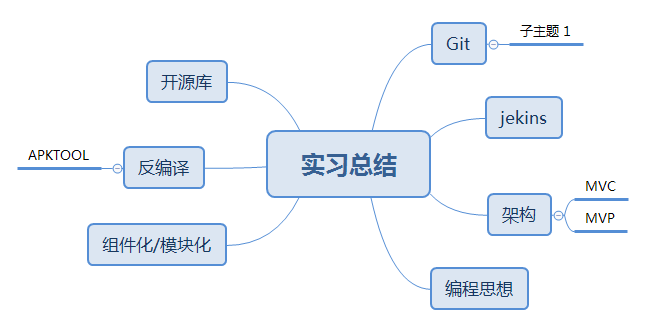 实习总结
Git
子主题 1
jekins
架构
MVC
MVP
编程思想
开源库
反编译
APKTOOL
组件化/模块化